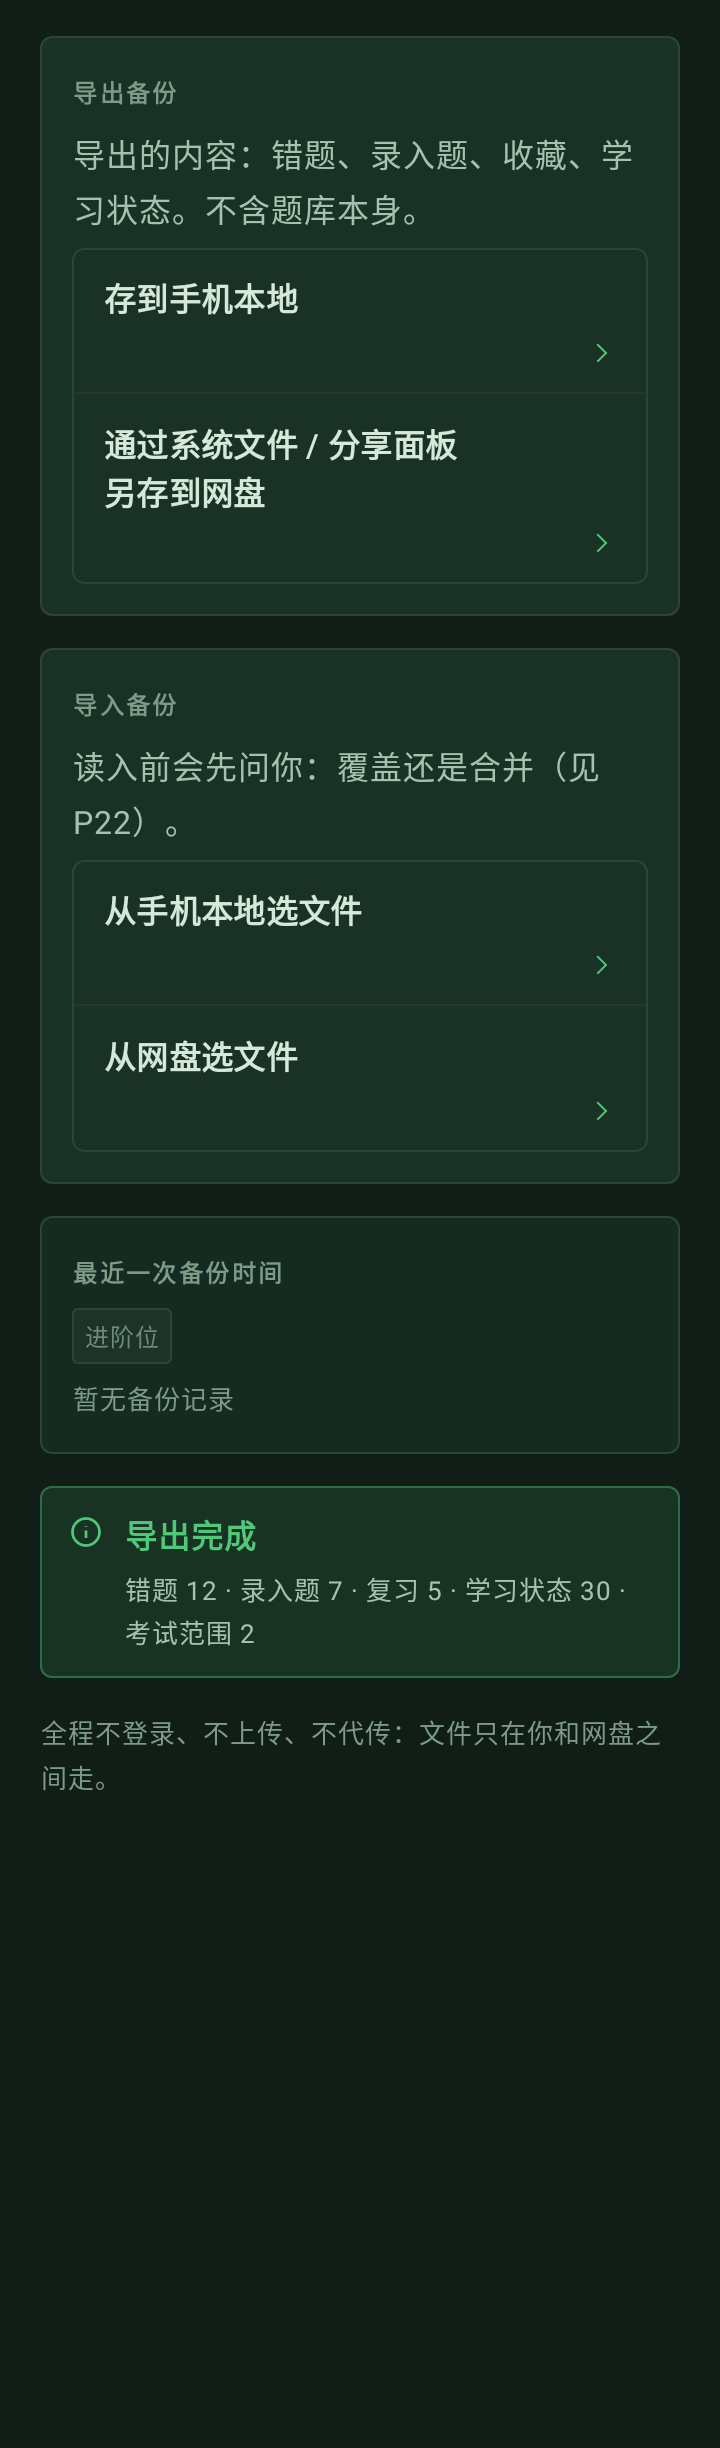 导出备份
导出的内容：错题、录入题、收藏、学
习状态。不含题库本身。
存到手机本地
通过系统文件 / 分享面板
另存到网盘
导入备份
读入前会先问你：覆盖还是合并（见
P22）。
从手机本地选文件
从网盘选文件
最近一次备份时间
进阶位
暂无备份记录
导出完成
错题 12 · 录入题 7 · 复习 5 · 学习状态 30 ·
考试范围 2
全程不登录、不上传、不代传：文件只在你和网盘之
间走。